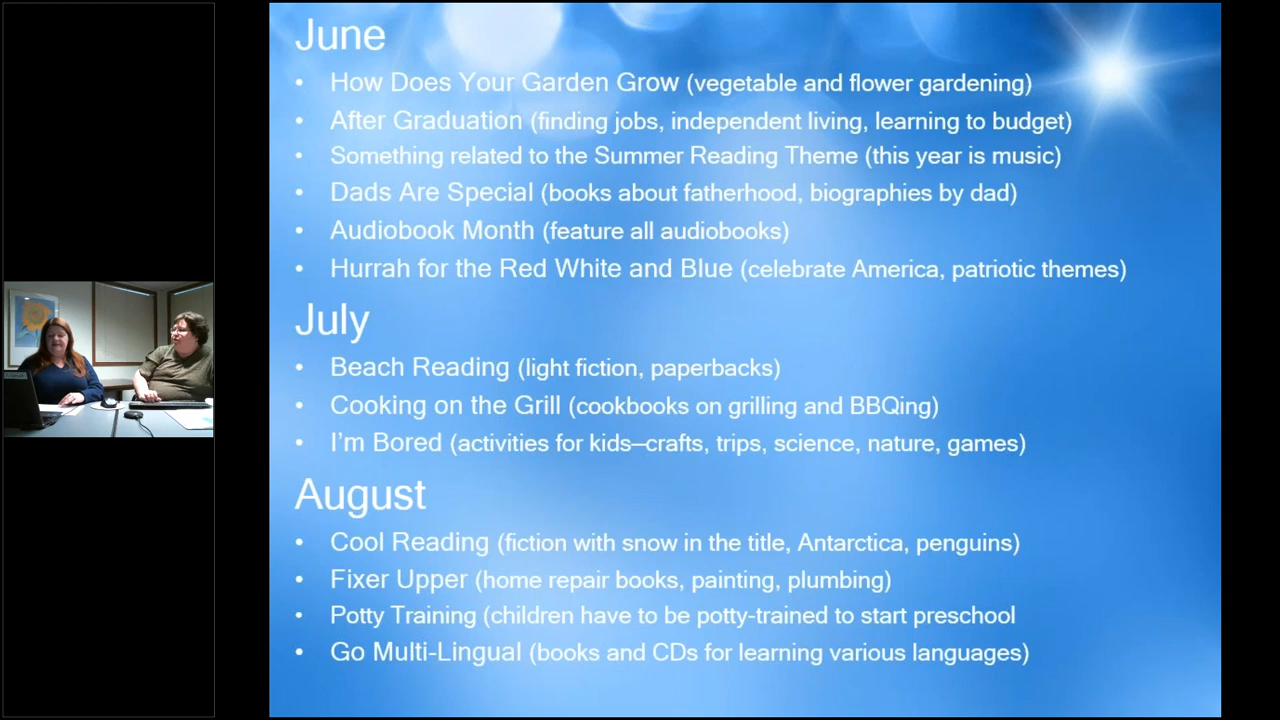 June
• How Does Your Garden Grow (vegetable and flower gardening)
• After Graduation (finding jobs, independent living, learning to budget)
• Something related to the Summer Reading Theme (this year is music)
• Dads Are Special (books about fatherhood, biographies by dad)
• Audiobook Month (feature all audiobooks)
• Hurrah for the Red White and Blue (celebrate America, patriotic themes)
July
• Beach Reading (light fiction, paperbacks)
• Cooking on the Grill (cookbooks on grilling and BBQing)
• I'm Bored (activities for kids—crafts, trips, science, nature, games)
August
• Cool Reading (fiction with snow in the title, Antarctica, penguins)
• Fixer Upper (home repair books, painting, plumbing)
• Potty Training (children have to be potty-trained to start preschool
• Go Multi-Lingual (books and CDs for learning various languages)